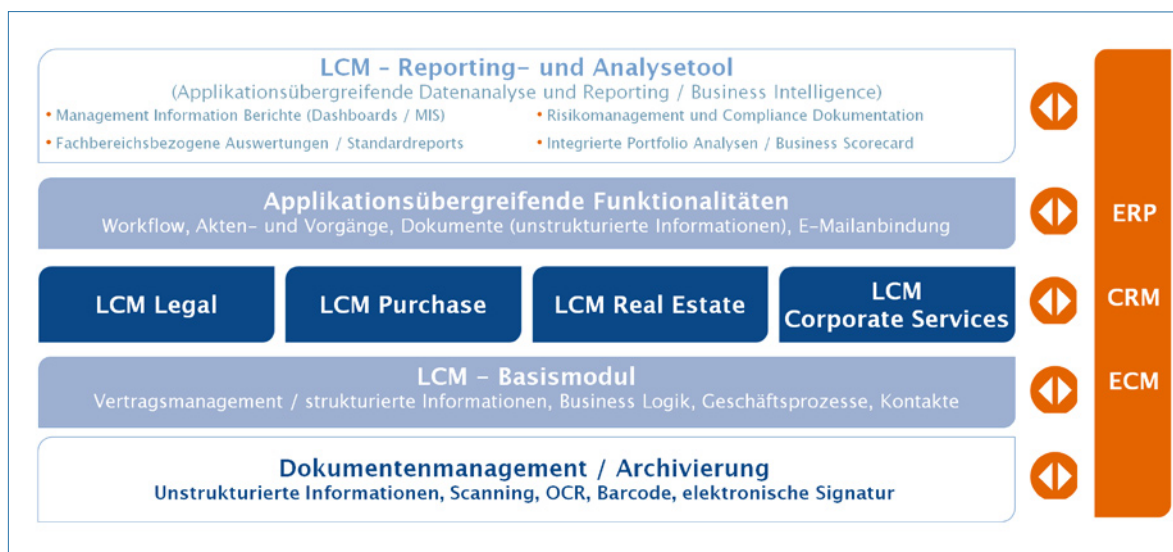 LCM - Reporting- und Analysetool
(Applikationsübergreifende Datenanalyse und Reporting / Business Intelligence)
• Management Information Berichte (Dashboards / MIS)
• Risikomanagement und Compliance Dokumentation
• Fachbereichsbezogene Auswertungen / Standardreports
• Integrierte Portfolio Analysen / Business Scorecard
Applikationsübergreifende Funktionalitäten
Workflow, Akten- und Vorgänge, Dokumente (unstrukturierte Informationen), E-Mailanbindung
LCM Legal
LCM Purchase
LCM Real Estate
LCM
Corporate Services
LCM - Basismodul
Vertragsmanagement / strukturierte Informationen, Business Logik, Geschäftsprozesse, Kontakte
Dokumentenmanagement / Archivierung
Unstrukturierte Informationen, Scanning, OCR, Barcode, elektronische Signatur
ERP
CRM
ECM